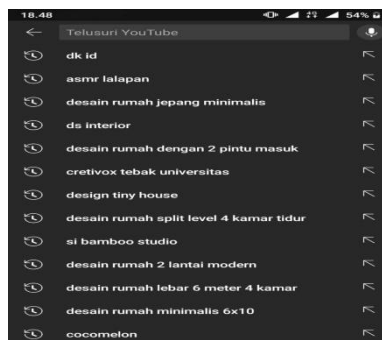 18.48 54%
Telusuri YouTube
dk id
asmr lalapan
desain rumah jepang minimalis
ds interior
desain rumah dengan 2 pintu masuk
cretivox tebak universitas
design tiny house
desain rumah split level 4 kamar tidur
si bamboo studio
desain rumah 2 lantai modern
desain rumah lebar 6 meter 4 kamar
desain rumah minimalis 6x10
cocomelon